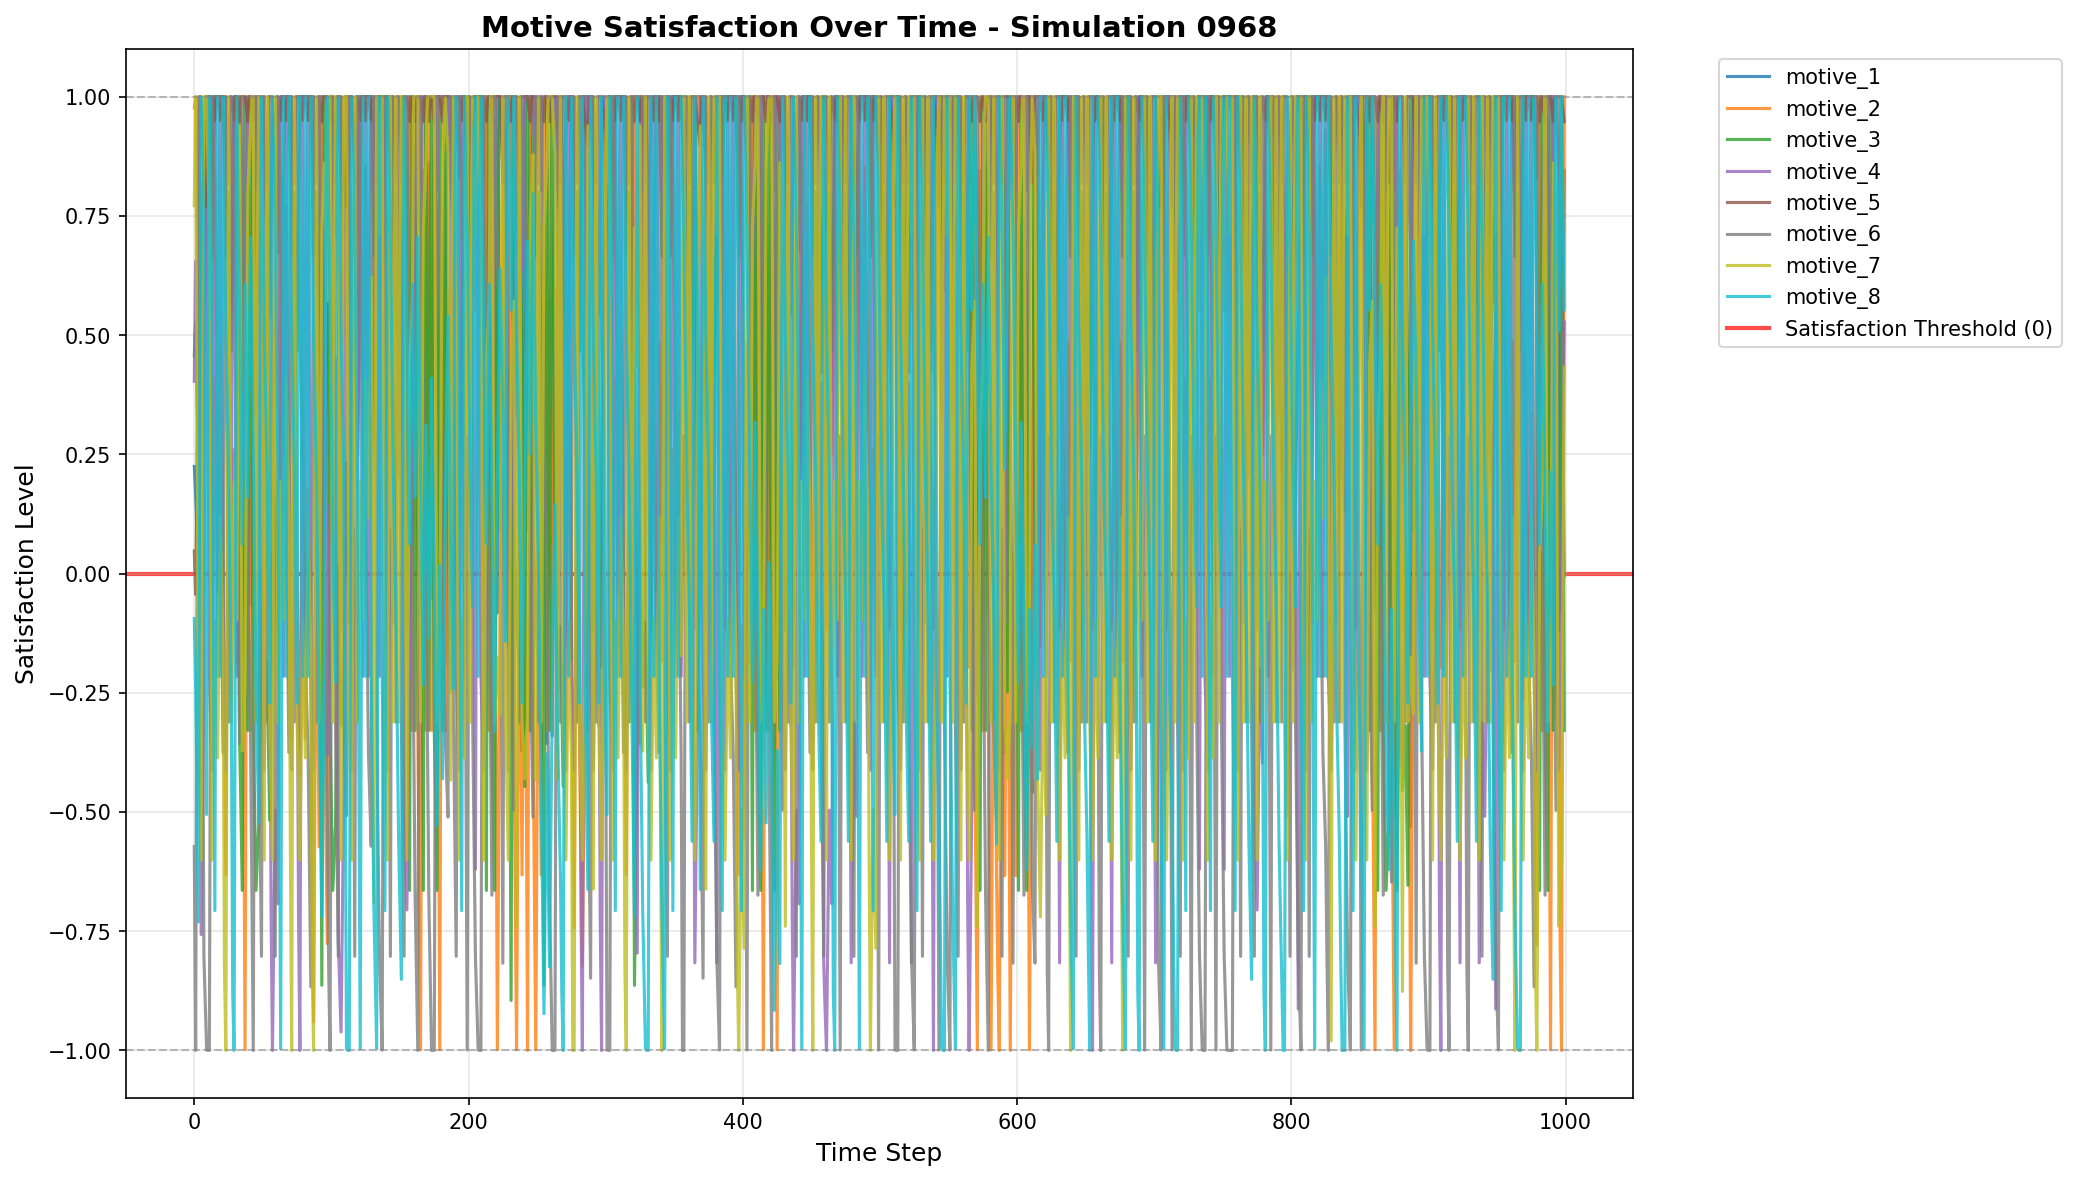 Motive Satisfaction Over Time - Simulation 0968
Satisfaction Level
1.00
0.75
0.50
0.25
0.00
−0.25
−0.50
−0.75
−1.00
0
200
400
600
800
1000
Time Step
motive_1
motive_2
motive_3
motive_4
motive_5
motive_6
motive_7
motive_8
Satisfaction Threshold (0)